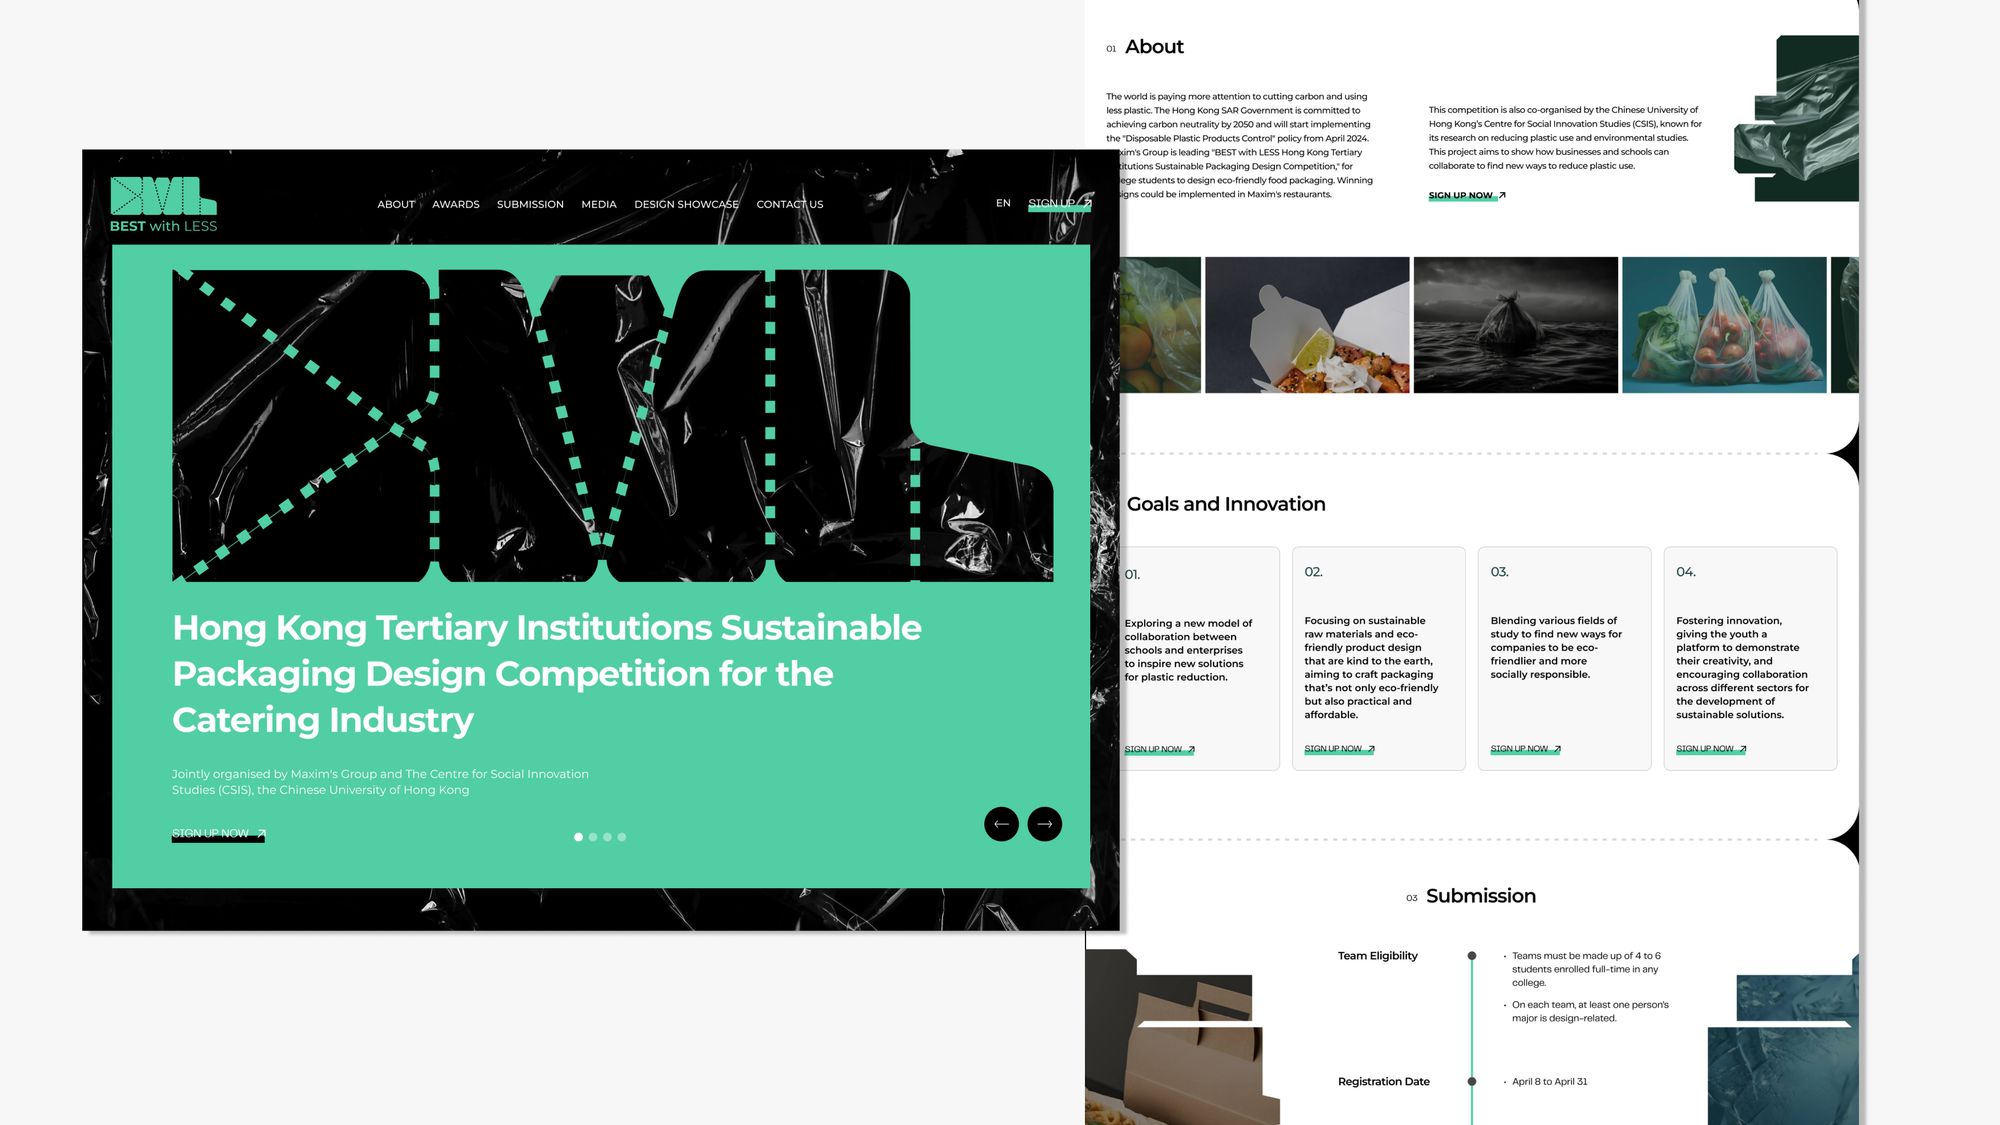 BEST with LESS
ABOUT AWARDS SUBMISSION MEDIA DESIGN SHOWCASE CONTACT US
EN SIGN UP
Hong Kong Tertiary Institutions Sustainable
Packaging Design Competition for the
Catering Industry
Jointly organised by Maxim's Group and The Centre for Social Innovation
Studies (CSIS), the Chinese University of Hong Kong
SIGN UP NOW
01 About
The world is paying more attention to cutting carbon and using
less plastic. The Hong Kong SAR Government is committed to
achieving carbon neutrality by 2050 and will start implementing
the "Disposable Plastic Products Control" policy from April 2024.
axim's Group is leading "BEST with LESS Hong Kong Tertiary
titutions Sustainable Packaging Design Competition," for
ege students to design eco-friendly food packaging. Winning
igns could be implemented in Maxim's restaurants.
This competition is also co-organised by the Chinese University of
Hong Kong's Centre for Social Innovation Studies (CSIS), known for
its research on reducing plastic use and environmental studies.
This project aims to show how businesses and schools can
collaborate to find new ways to reduce plastic use.
SIGN UP NOW
Goals and Innovation
01.
Exploring a new model of
collaboration between
schools and enterprises
to inspire new solutions
for plastic reduction.
SIGN UP NOW
02.
Focusing on sustainable
raw materials and eco-
friendly product design
that are kind to the earth,
aiming to craft packaging
that's not only eco-friendly
but also practical and
affordable.
SIGN UP NOW
03.
Blending various fields of
study to find new ways for
companies to be eco-
friendlier and more
socially responsible.
SIGN UP NOW
04.
Fostering innovation,
giving the youth a
platform to demonstrate
their creativity, and
encouraging collaboration
across different sectors for
the development of
sustainable solutions.
SIGN UP NOW
03 Submission
Team Eligibility
• Teams must be made up of 4 to 6
students enrolled full-time in any
college.
• On each team, at least one person's
major is design-related.
Registration Date
• April 8 to April 31